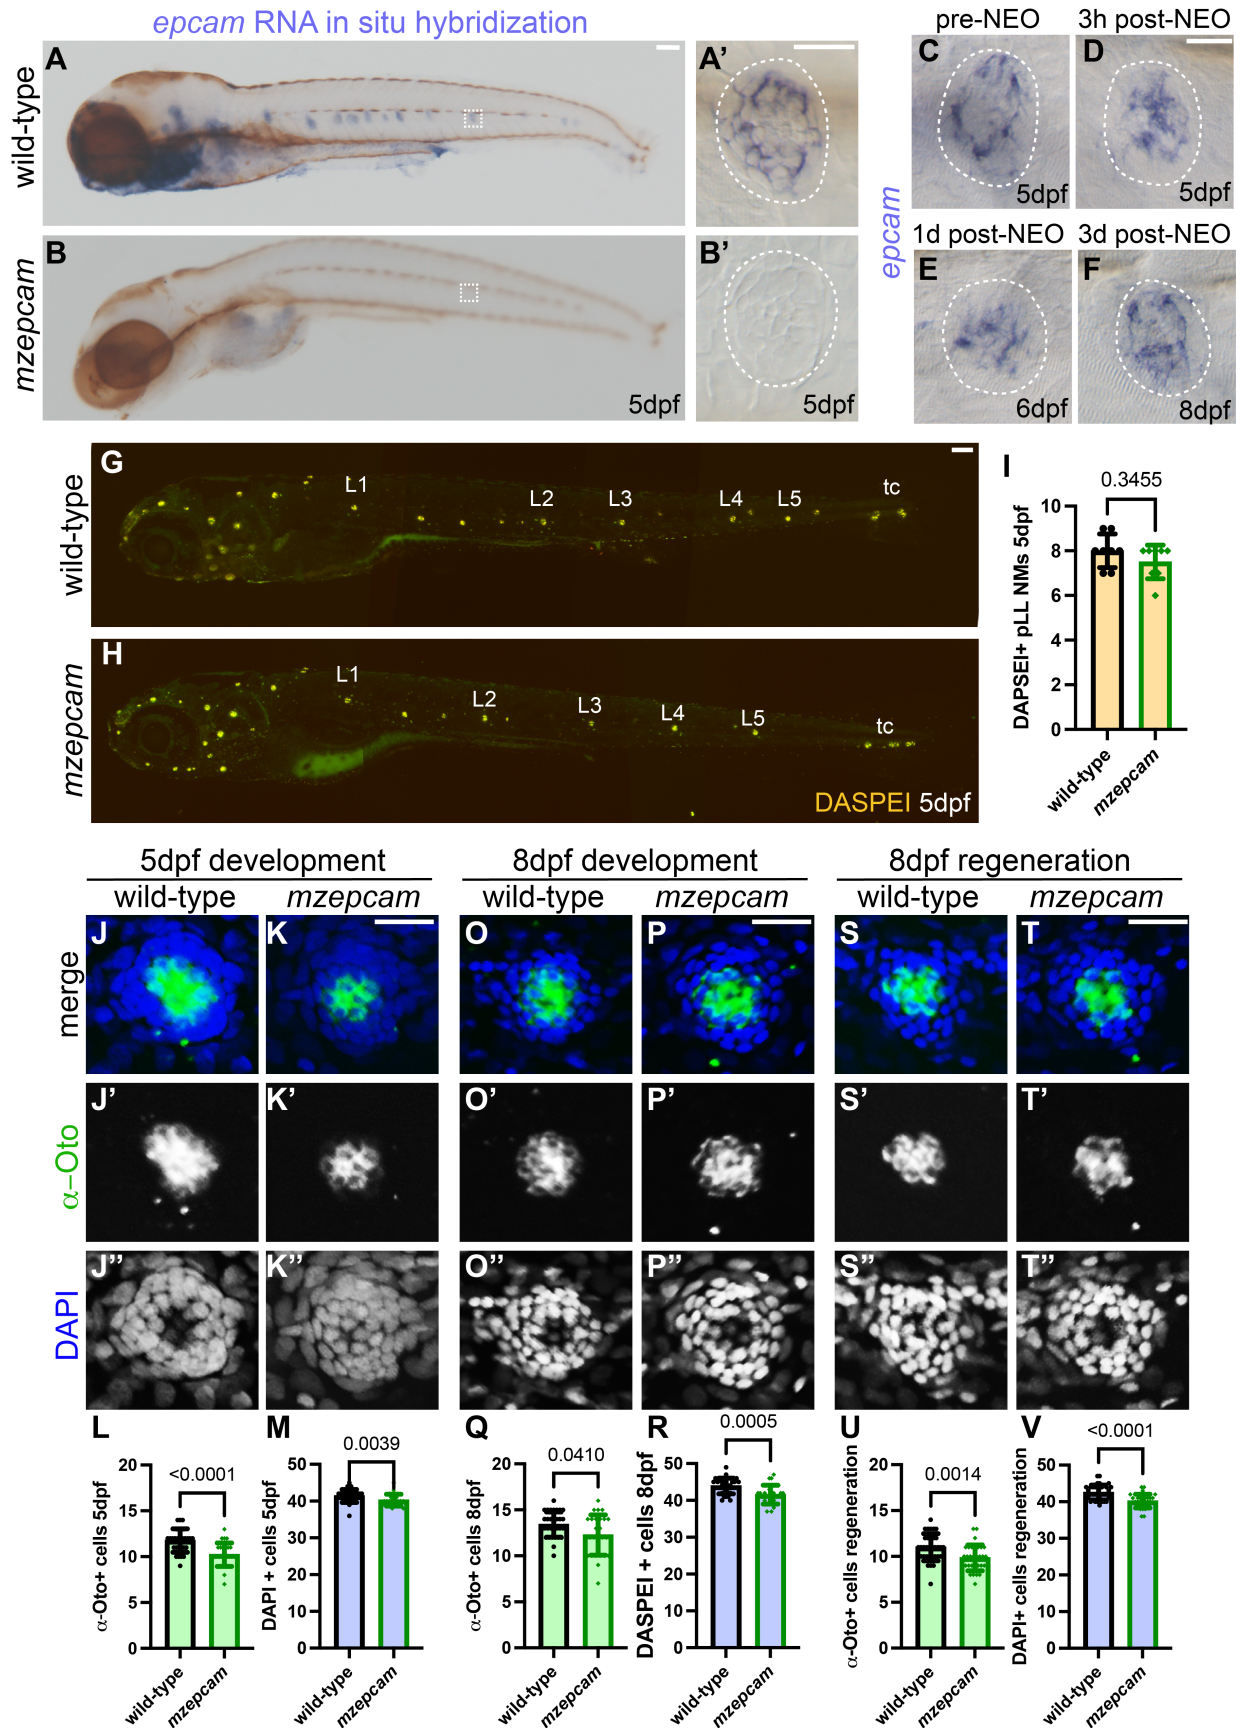 epcam RNA in situ hybridization
wild-type
A
A’
mzepcam
B
5dpf
B’
5dpf
epcam
pre-NEO
3h post-NEO
C
5dpf
D
5dpf
1d post-NEO
3d post-NEO
E
6dpf
F
8dpf
wild-type
G
L1
L2
L3
L4
L5
tc
mzepcam
H
L1
L2
L3
L4
L5
tc
DASPEI 5dpf
I
0.3455
DAPSEI+ pLL NMs 5dpf
10
8
6
4
2
0
wild-type
mzepcam
5dpf development
8dpf development
8dpf regeneration
wild-type
mzepcam
wild-type
mzepcam
wild-type
mzepcam
merge
J
K
O
P
S
T
α–Oto
J’
K’
O’
P’
S’
T’
DAPI
J’’
K’’
O’’
P’’
S’’
T’’
L
<0.0001
α-Oto+ cells 5dpf
20
15
10
5
0
wild-type
mzepcam
M
0.0039
DAPI + cells 5dpf
50
40
30
20
10
0
wild-type
mzepcam
Q
0.0410
α-Oto+ cells 8dpf
20
15
10
5
0
wild-type
mzepcam
R
0.0005
DASPEI + cells 8dpf
50
40
30
20
10
0
wild-type
mzepcam
U
0.0014
α-Oto+ cells regeneration
20
15
10
5
0
wild-type
mzepcam
V
<0.0001
DAPI+ cells regeneration
50
40
30
20
10
0
wild-type
mzepcam